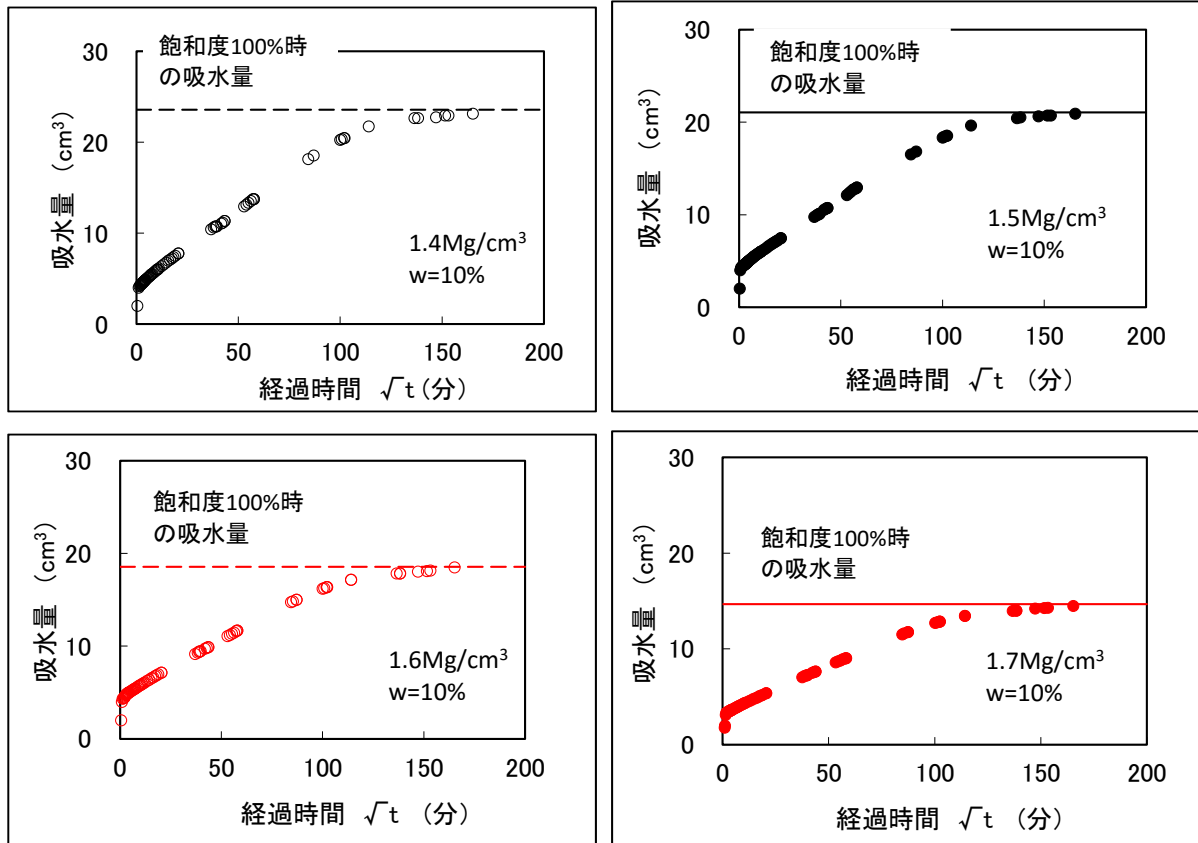 30
20
10
0
吸水量 (cm³)
飽和度100%時
の吸水量
1.4Mg/cm³
w=10%
0 50 100 150 200
経過時間 √t (分)
30
20
10
0
吸水量 (cm³)
飽和度100%時
の吸水量
1.5Mg/cm³
w=10%
0 50 100 150 200
経過時間 √t (分)
30
20
10
0
吸水量 (cm³)
飽和度100%時
の吸水量
1.6Mg/cm³
w=10%
0 50 100 150 200
経過時間 √t (分)
30
20
10
0
吸水量 (cm³)
飽和度100%時
の吸水量
1.7Mg/cm³
w=10%
0 50 100 150 200
経過時間 √t (分)